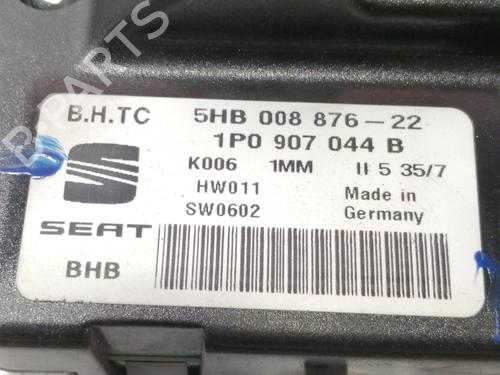 B.H.TC 5HB 008 876-22
1P0 907 044 B
K006 1MM II 5 35/7
HW011 Made in
SW0602 Germany
SEAT
BHB
B-PARTS